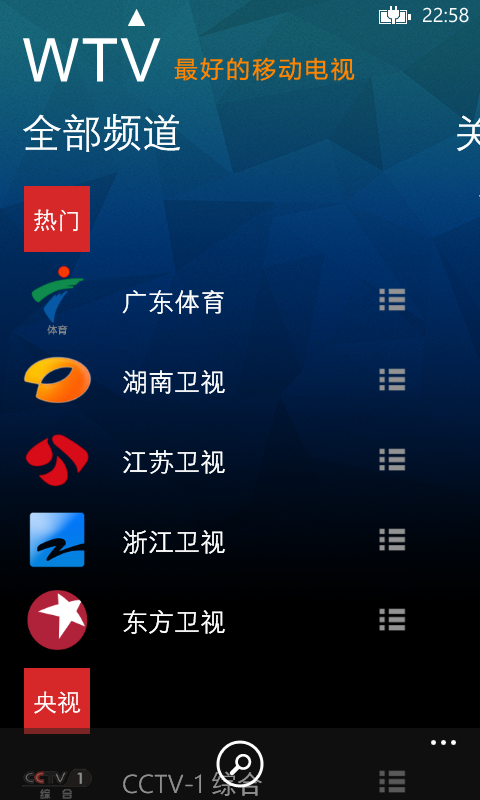 22:58
WTV 最好的移动电视
全部频道
关
热门
体育
广东体育
湖南卫视
江苏卫视
浙江卫视
东方卫视
央视
CCTV 1
综合
CCTV-1 综合